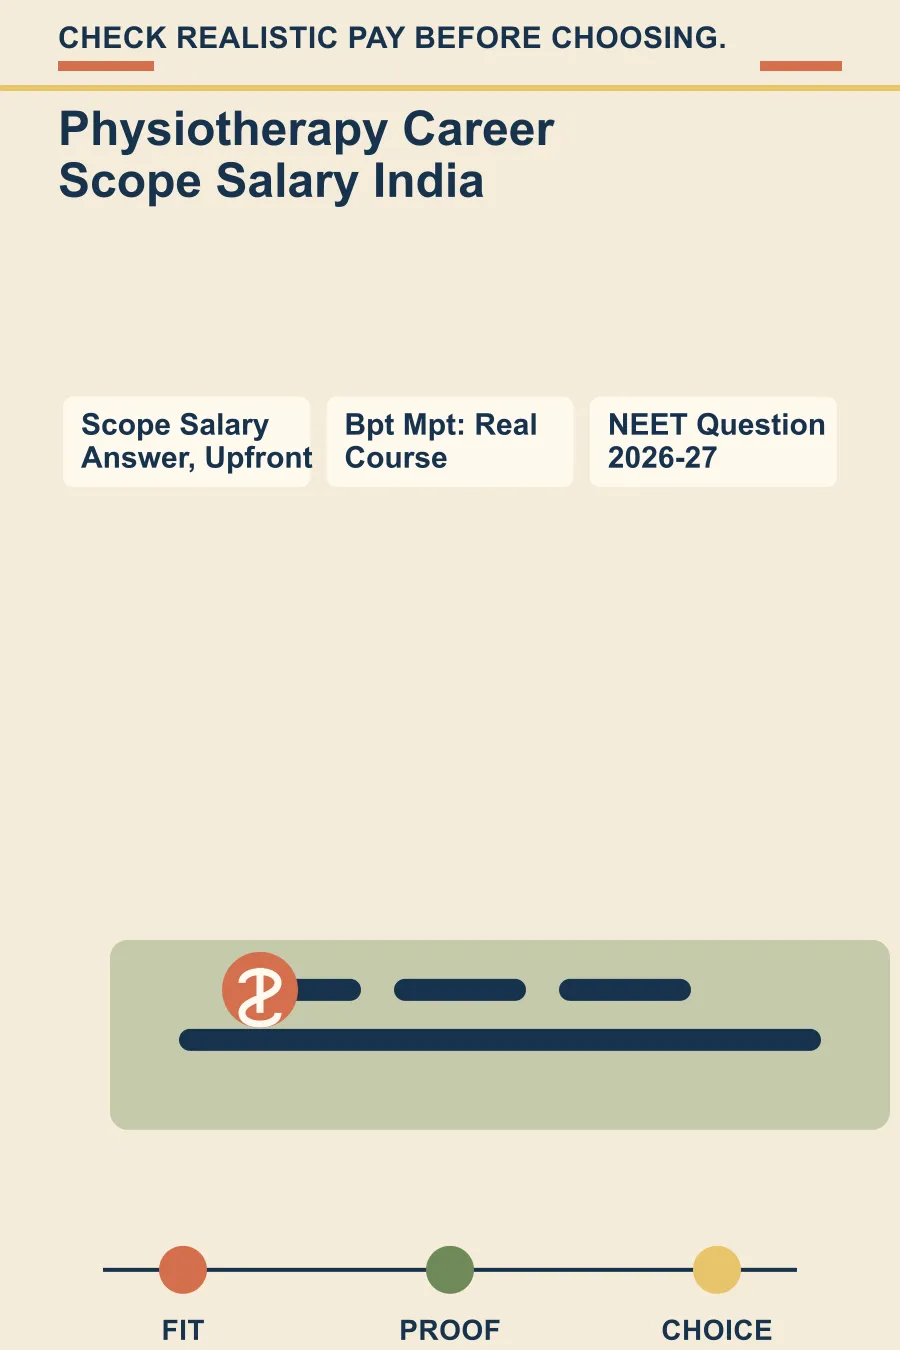 CHECK REALISTIC PAY BEFORE CHOOSING.
Physiotherapy Career
Scope Salary India
Scope Salary
Answer, Upfront
Bpt Mpt: Real
Course
NEET Question
2026-27
FIT
PROOF
CHOICE